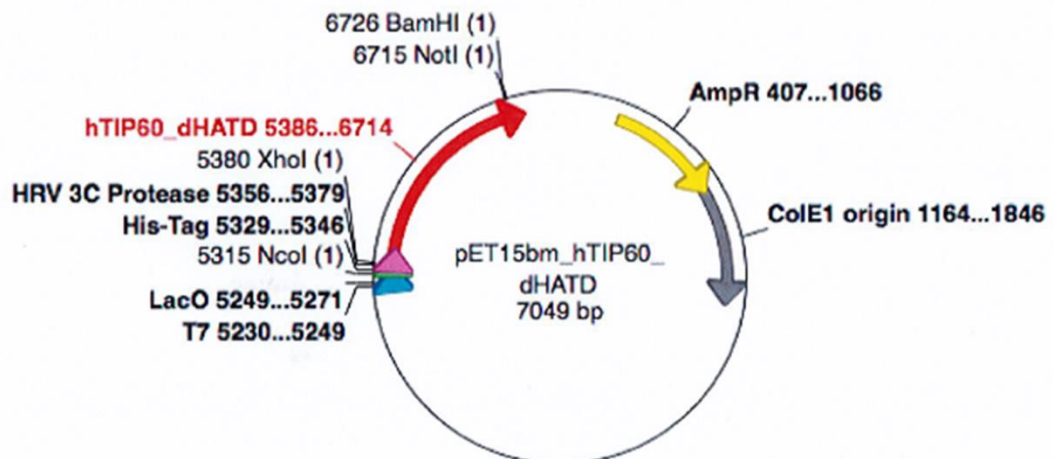 6726 BamHI (1)
6715 NotI (1)
AmpR 407...1066
hTIP60_dHATD 5386...6714
5380 XhoI (1)
HRV 3C Protease 5356...5379
His-Tag 5329...5346
5315 NcoI (1)
ColE1 origin 1164...1846
pET15bm_hTIP60_
dHATD
7049 bp
LacO 5249...5271
T7 5230...5249